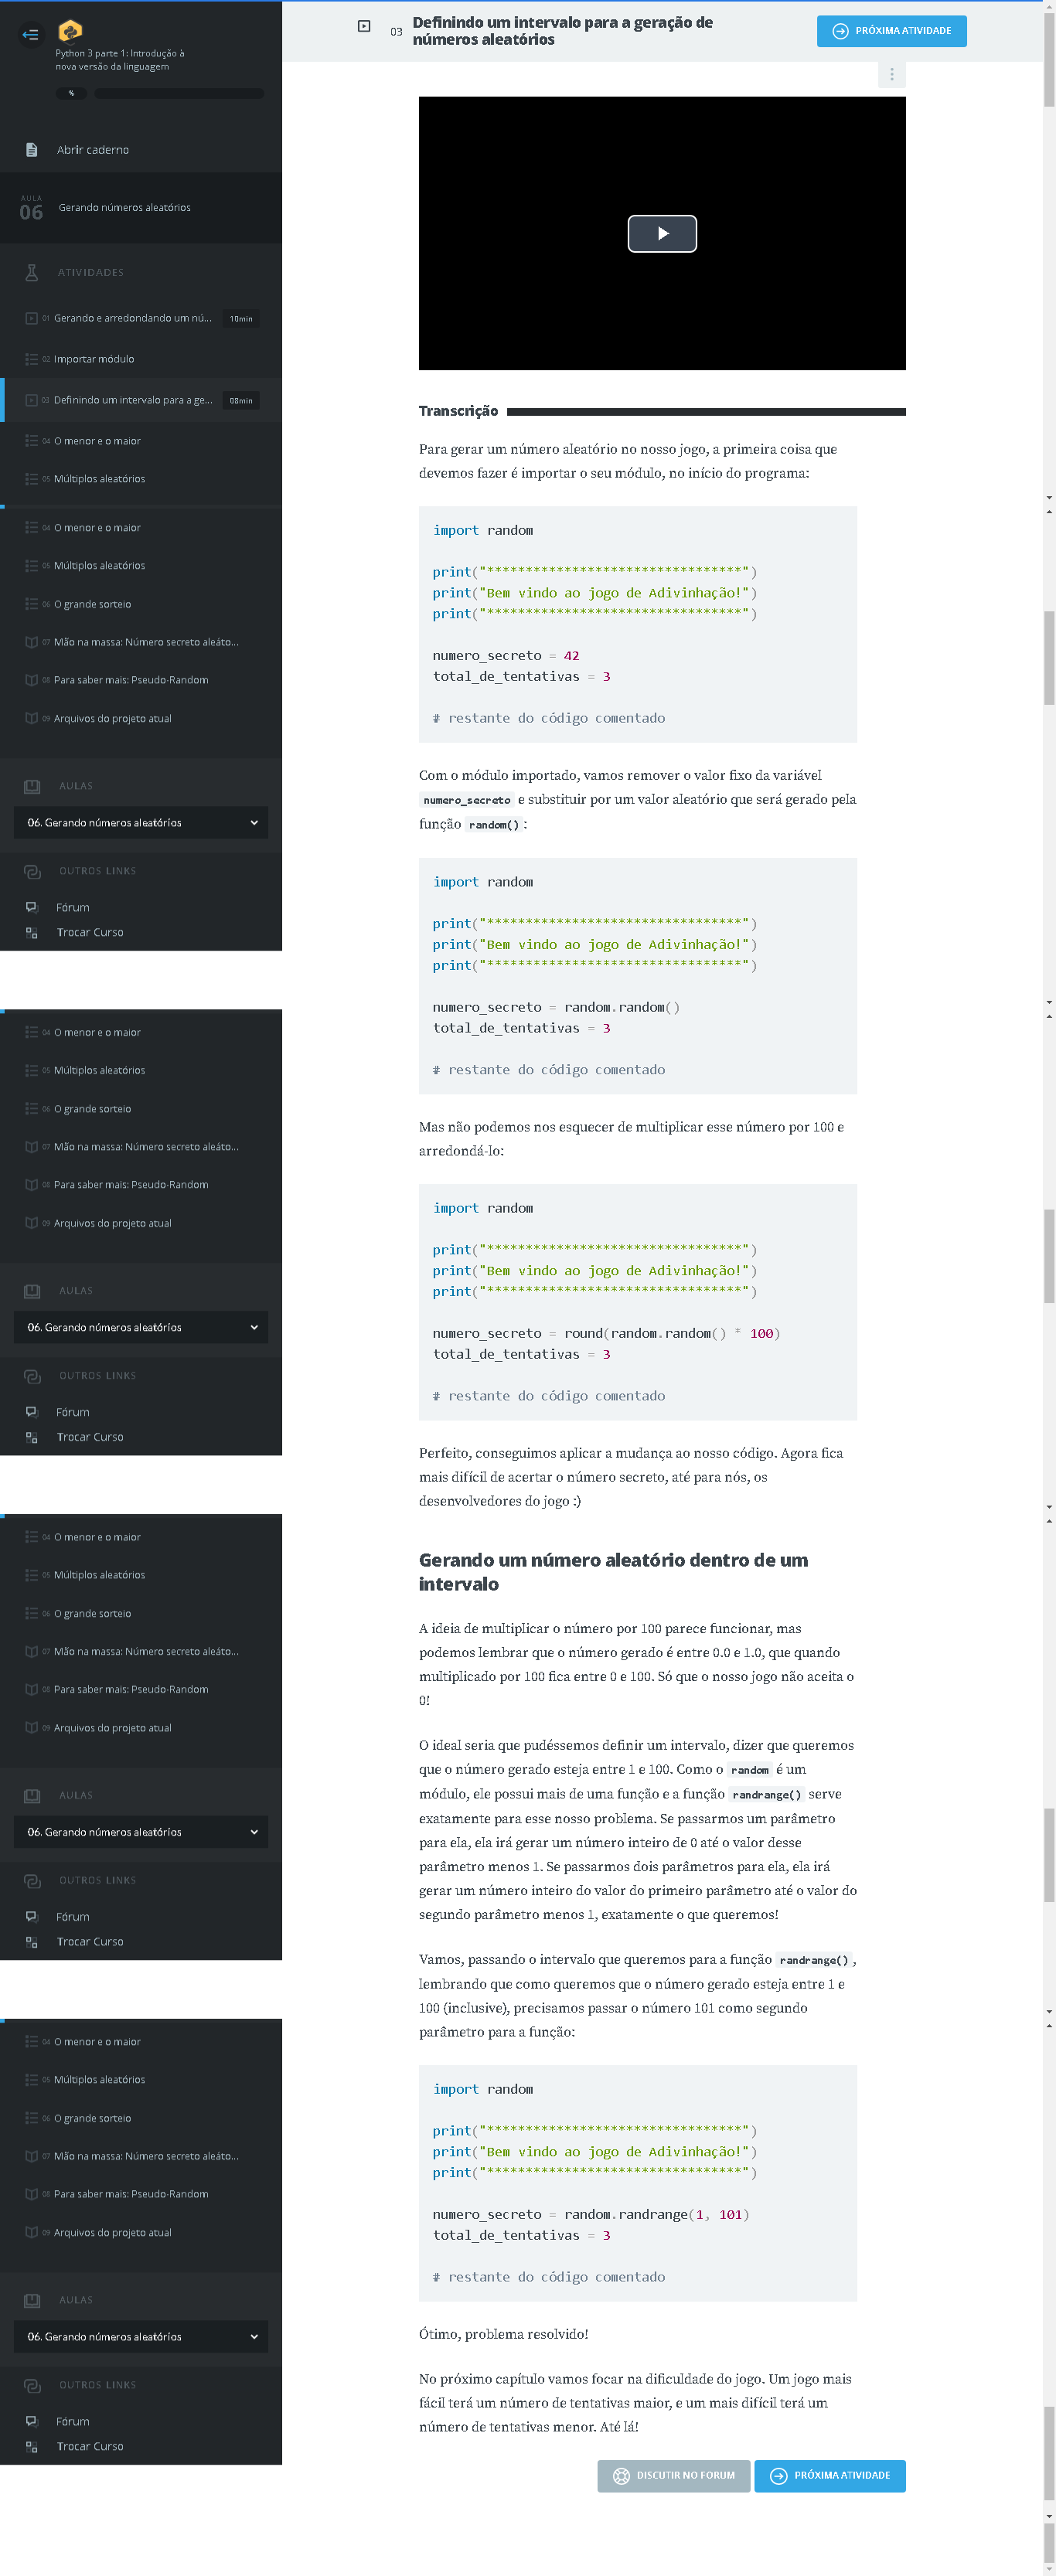 Python 3 parte 1: Introdução à
nova versão da linguagem
%
Abrir caderno
AULA
06
Gerando números aleatórios
ATIVIDADES
01 Gerando e arredondando um nú... 10min
02 Importar módulo
03 Definindo um intervalo para a ge... 08min
04 O menor e o maior
05 Múltiplos aleatórios
04 O menor e o maior
05 Múltiplos aleatórios
06 O grande sorteio
07 Mão na massa: Número secreto aleáto...
08 Para saber mais: Pseudo-Random
09 Arquivos do projeto atual
AULAS
06. Gerando números aleatórios
OUTROS LINKS
Fórum
Trocar Curso
04 O menor e o maior
05 Múltiplos aleatórios
06 O grande sorteio
07 Mão na massa: Número secreto aleáto...
08 Para saber mais: Pseudo-Random
09 Arquivos do projeto atual
AULAS
06. Gerando números aleatórios
OUTROS LINKS
Fórum
Trocar Curso
04 O menor e o maior
05 Múltiplos aleatórios
06 O grande sorteio
07 Mão na massa: Número secreto aleáto...
08 Para saber mais: Pseudo-Random
09 Arquivos do projeto atual
AULAS
06. Gerando números aleatórios
OUTROS LINKS
Fórum
Trocar Curso
04 O menor e o maior
05 Múltiplos aleatórios
06 O grande sorteio
07 Mão na massa: Número secreto aleáto...
08 Para saber mais: Pseudo-Random
09 Arquivos do projeto atual
AULAS
06. Gerando números aleatórios
OUTROS LINKS
Fórum
Trocar Curso
03 Definindo um intervalo para a geração de
números aleatórios
PRÓXIMA ATIVIDADE
Transcrição
Para gerar um número aleatório no nosso jogo, a primeira coisa que
devemos fazer é importar o seu módulo, no início do programa:
import random
print("*********************************")
print("Bem vindo ao jogo de Adivinhação!")
print("*********************************")
numero_secreto = 42
total_de_tentativas = 3
# restante do código comentado
Com o módulo importado, vamos remover o valor fixo da variável
numero_secreto e substituir por um valor aleatório que será gerado pela
função random():
import random
print("*********************************")
print("Bem vindo ao jogo de Adivinhação!")
print("*********************************")
numero_secreto = random.random()
total_de_tentativas = 3
# restante do código comentado
Mas não podemos nos esquecer de multiplicar esse número por 100 e
arredondá-lo:
import random
print("*********************************")
print("Bem vindo ao jogo de Adivinhação!")
print("*********************************")
numero_secreto = round(random.random() * 100)
total_de_tentativas = 3
# restante do código comentado
Perfeito, conseguimos aplicar a mudança ao nosso código. Agora fica
mais difícil de acertar o número secreto, até para nós, os
desenvolvedores do jogo :)
Gerando um número aleatório dentro de um
intervalo
A ideia de multiplicar o número por 100 parece funcionar, mas
podemos lembrar que o número gerado é entre 0.0 e 1.0, que quando
multiplicado por 100 fica entre 0 e 100. Só que o nosso jogo não aceita o
0!
O ideal seria que pudéssemos definir um intervalo, dizer que queremos
que o número gerado esteja entre 1 e 100. Como o random é um
módulo, ele possui mais de uma função e a função randrange() serve
exatamente para esse nosso problema. Se passarmos um parâmetro
para ela, ela irá gerar um número inteiro de 0 até o valor desse
parâmetro menos 1. Se passarmos dois parâmetros para ela, ela irá
gerar um número inteiro do valor do primeiro parâmetro até o valor do
segundo parâmetro menos 1, exatamente o que queremos!
Vamos, passando o intervalo que queremos para a função randrange(),
lembrando que como queremos que o número gerado esteja entre 1 e
100 (inclusive), precisamos passar o número 101 como segundo
parâmetro para a função:
import random
print("*********************************")
print("Bem vindo ao jogo de Adivinhação!")
print("*********************************")
numero_secreto = random.randrange(1, 101)
total_de_tentativas = 3
# restante do código comentado
Ótimo, problema resolvido!
No próximo capítulo vamos focar na dificuldade do jogo. Um jogo mais
fácil terá um número de tentativas maior, e um mais difícil terá um
número de tentativas menor. Até lá!
DISCUTIR NO FORUM
PRÓXIMA ATIVIDADE